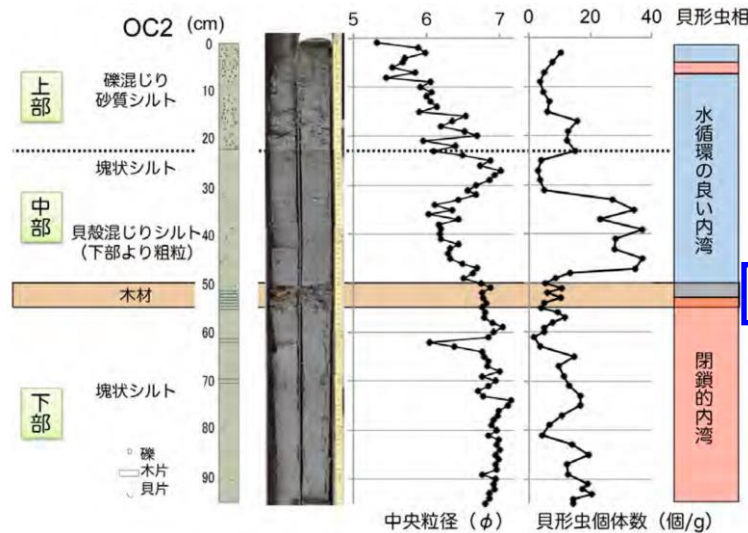 OC2 (cm)
5 6 7 0 20 40 貝形虫相
0
10
20
30
40
50
60
70
80
90
上部
礫混じり
砂質シルト
塊状シルト
中部
貝殻混じりシルト
(下部より粗粒)
木材
下部
塊状シルト
礫
木片
貝片
水循環の良い内湾
閉鎖的内湾
中央粒径(φ) 貝形虫個体数(個/g)